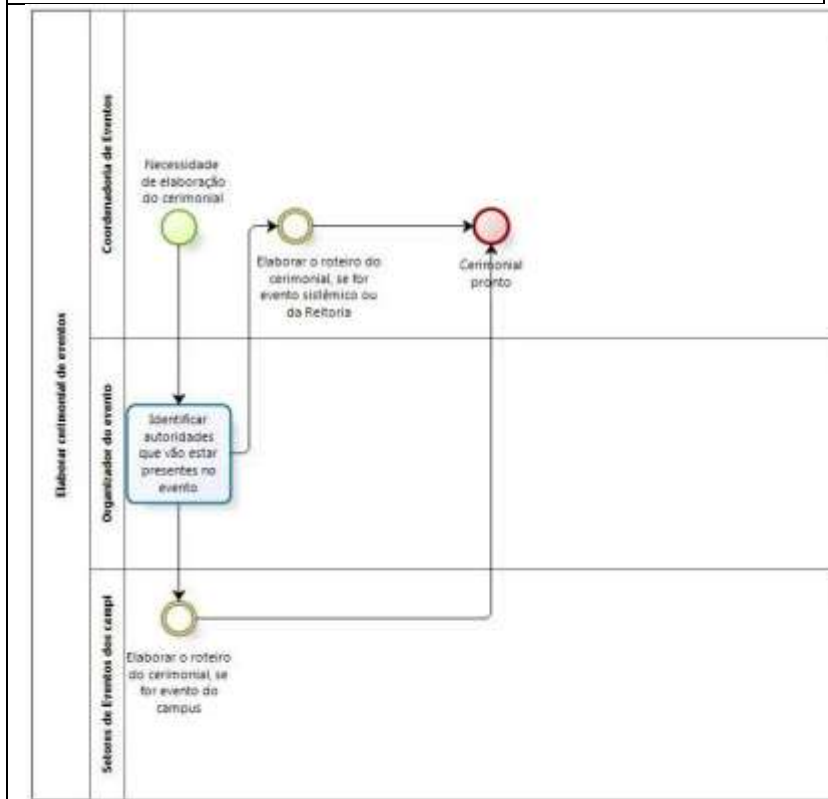 Elaborar cerimonial de eventos
Coordenadoria de Eventos
Necessidade
de elaboração
do cerimonial
Elaborar o roteiro do
cerimonial, se for
evento sistêmico ou
da Reitoria
Cerimonial
pronto
Organizador do evento
Identificar
autoridades
que vão estar
presentes no
evento
Setores de Eventos dos campi
Elaborar o roteiro
do cerimonial, se
for evento do
campus